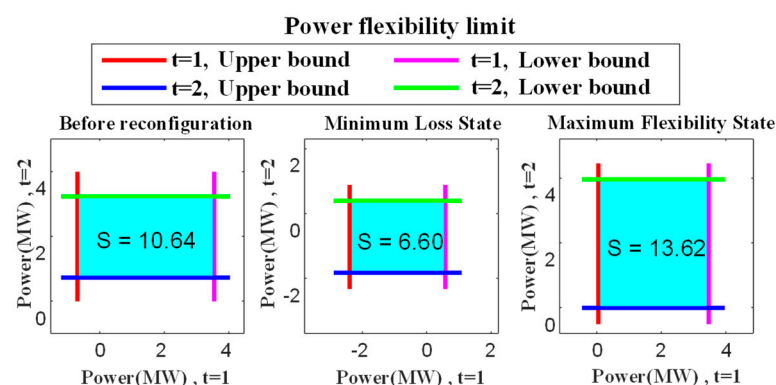 Power flexibility limit
t=1, Upper bound
t=1, Lower bound
t=2, Upper bound
t=2, Lower bound
Before reconfiguration
Minimum Loss State
Maximum Flexibility State
Power(MW) , t=2
4
2
0
S = 10.64
0
2
4
Power(MW) , t=1
Power(MW) , t=2
2
0
-2
S = 6.60
-2
0
2
Power(MW) , t=1
Power(MW) , t=2
4
2
0
S = 13.62
0
2
4
Power(MW) , t=1